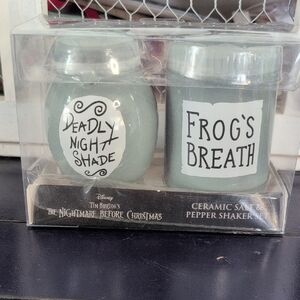 DEADLY
NIGHT
SHADE
FROG'S
BREATH
Disney
TIM BURTON'S
THE NIGHTMARE BEFORE CHRISTMAS
CERAMIC SALT &
PEPPER SHAKER SET